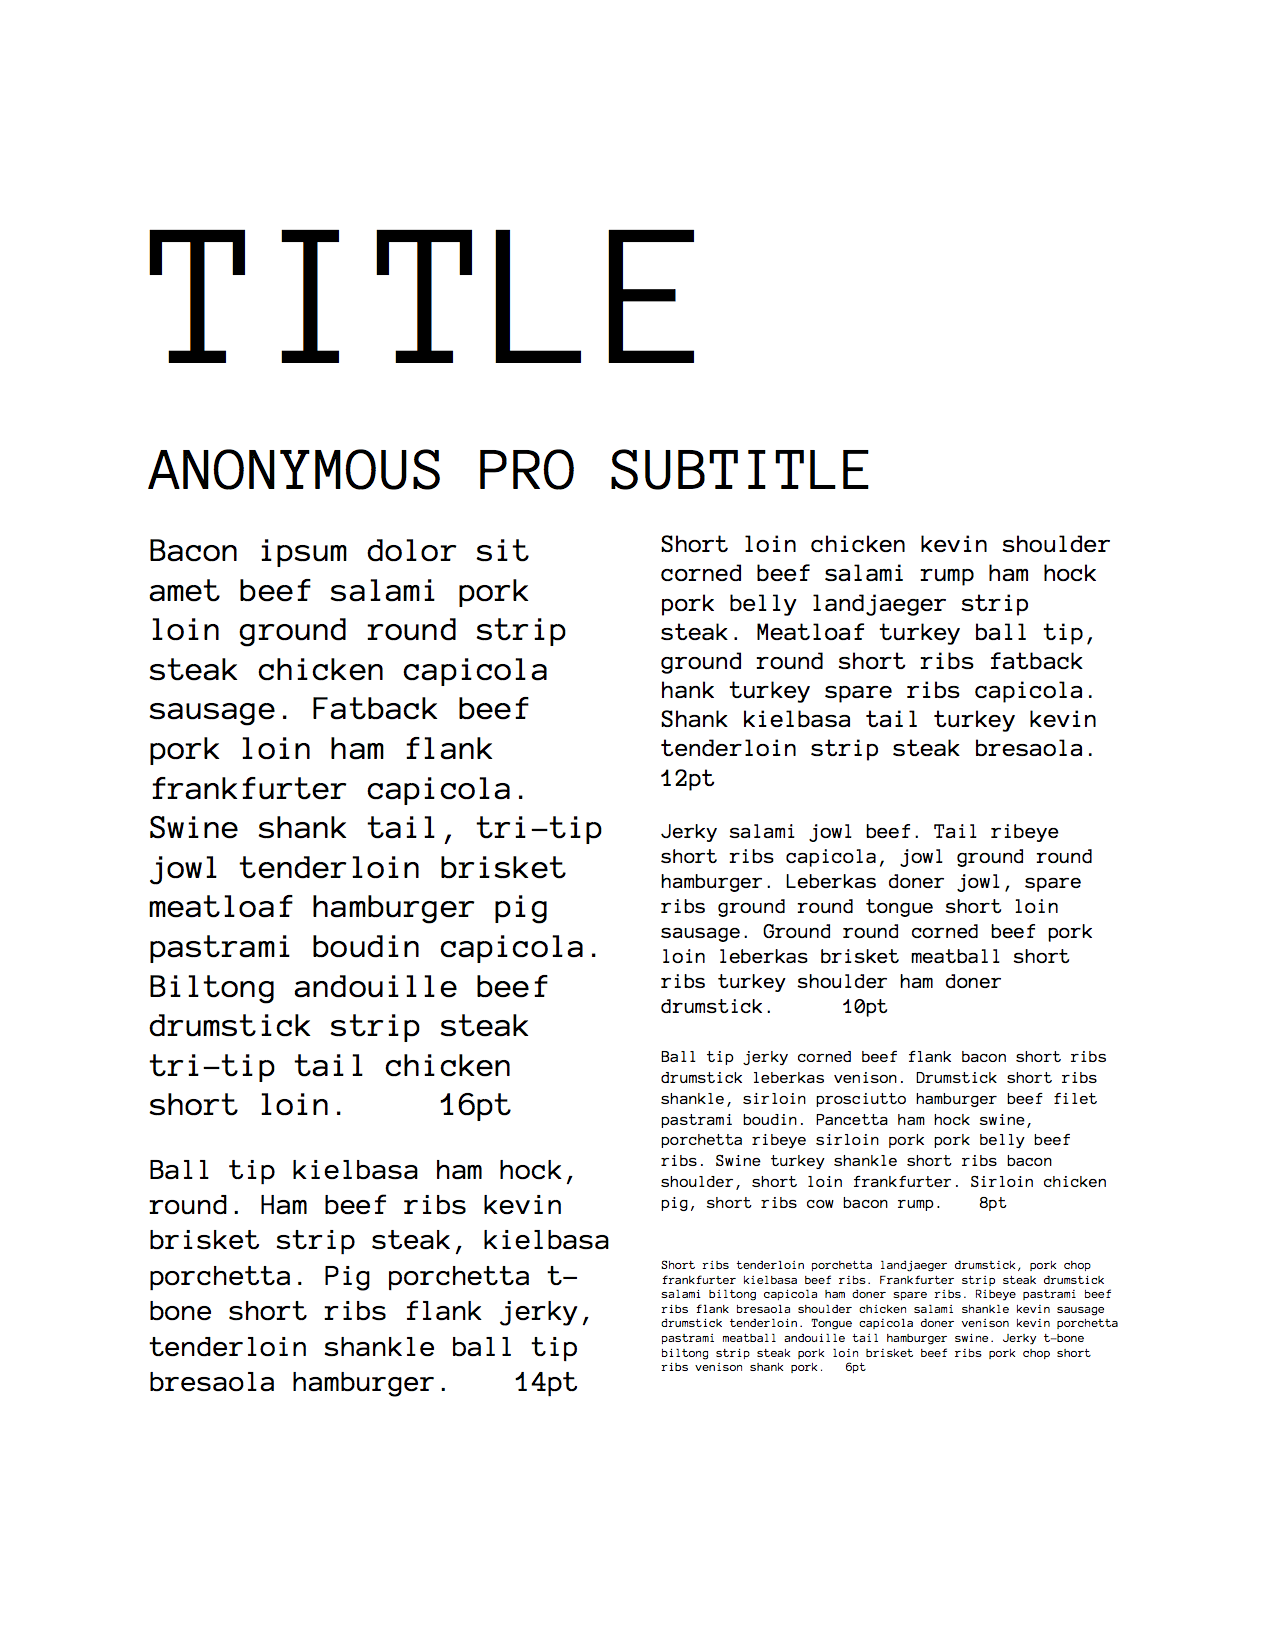 TITLE
ANONYMOUS PRO SUBTITLE
Bacon ipsum dolor sit
amet beef salami pork
loin ground round strip
steak chicken capicola
sausage. Fatback beef
pork loin ham flank
frankfurter capicola.
Swine shank tail, tri-tip
jowl tenderloin brisket
meatloaf hamburger pig
pastrami boudin capicola.
Biltong andouille beef
drumstick strip steak
tri-tip tail chicken
short loin. 16pt
Ball tip kielbasa ham hock,
round. Ham beef ribs kevin
brisket strip steak, kielbasa
porchetta. Pig porchetta t-
bone short ribs flank jerky,
tenderloin shankle ball tip
bresaola hamburger. 14pt
Short loin chicken kevin shoulder
corned beef salami rump ham hock
pork belly landjaeger strip
steak. Meatloaf turkey ball tip,
ground round short ribs fatback
hank turkey spare ribs capicola.
Shank kielbasa tail turkey kevin
tenderloin strip steak bresaola.
12pt
Jerky salami jowl beef. Tail ribeye
short ribs capicola, jowl ground round
hamburger. Leberkas doner jowl, spare
ribs ground round tongue short loin
sausage. Ground round corned beef pork
loin leberkas brisket meatball short
ribs turkey shoulder ham doner
drumstick. 10pt
Ball tip jerky corned beef flank bacon short ribs
drumstick leberkas venison. Drumstick short ribs
shankle, sirloin prosciutto hamburger beef filet
pastrami boudin. Pancetta ham hock swine,
porchetta ribeye sirloin pork pork belly beef
ribs. Swine turkey shankle short ribs bacon
shoulder, short loin frankfurter. Sirloin chicken
pig, short ribs cow bacon rump. 8pt
Short ribs tenderloin porchetta landjaeger drumstick, pork chop
frankfurter kielbasa beef ribs. Frankfurter strip steak drumstick
salami biltong capicola ham doner spare ribs. Ribeye pastrami beef
ribs flank bresaola shoulder chicken salami shankle kevin sausage
drumstick tenderloin. Tongue capicola doner venison kevin porchetta
pastrami meatball andouille tail hamburger swine. Jerky t-bone
biltong strip steak pork loin brisket beef ribs pork chop short
ribs venison shank pork. 6pt